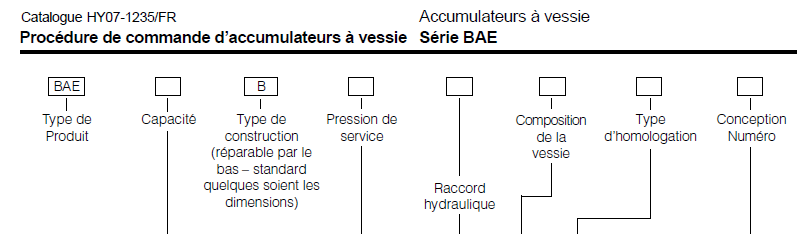 Catalogue HY07-1235/FR
Accumulateurs à vessie
Procédure de commande d'accumulateurs à vessie
Série BAE
BAE
B
Type de
Produit
Capacité
Type de
construction
(réparable par le
bas – standard
quelques soient les
dimensions)
Pression de
service
Raccord
hydraulique
Composition
de la
vessie
Type
d'homologation
Conception
Numéro